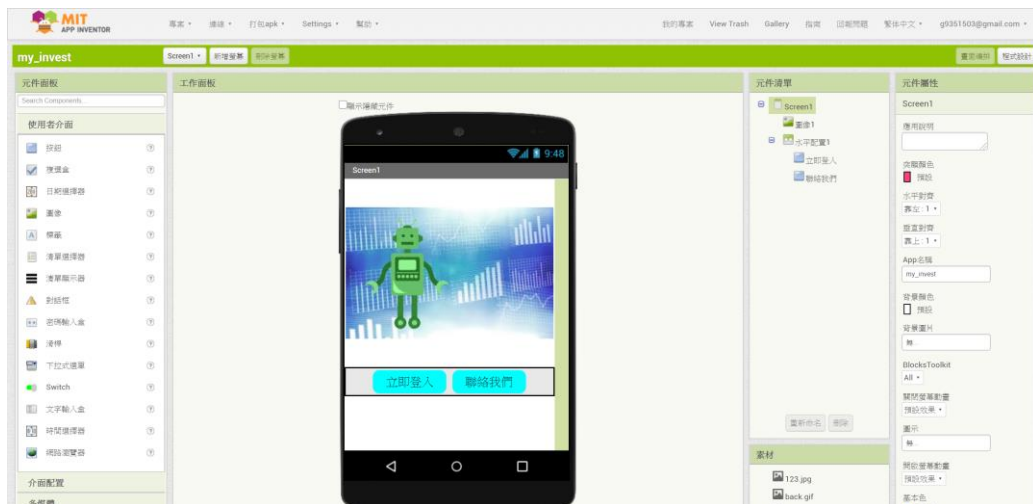 MIT
APP INVENTOR
專案 連線 打包apk Settings 幫助 我的專案 View Trash Gallery 指南 回報問題 繁体中文 g9351503@gmail.com
my_invest Screen1 新增螢幕 刪除螢幕 畫面編排 程式設計
元件面板
Search Components...
使用者介面
按鈕
複選盒
日期選擇器
圖像
標籤
清單選擇器
清單顯示器
對話框
密碼輸入盒
滑桿
下拉式選單
Switch
文字輸入盒
時間選擇器
網路瀏覽器
介面配置
多媒體
工作面板
顯示隱藏元件
9:48
Screen1
立即登入 聯絡我們
元件清單
Screen1
圖像1
水平配置1
立即登入
聯絡我們
重新命名 刪除
素材
123.jpg
back.gif
元件屬性
Screen1
應用說明
突顯顏色
預設
水平對齊
靠左 : 1
垂直對齊
靠上 : 1
App名稱
my_invest
背景顏色
預設
背景圖片
無...
BlocksToolkit
All
關閉螢幕動畫
預設效果
圖示
無...
開啟螢幕動畫
預設效果
基本色